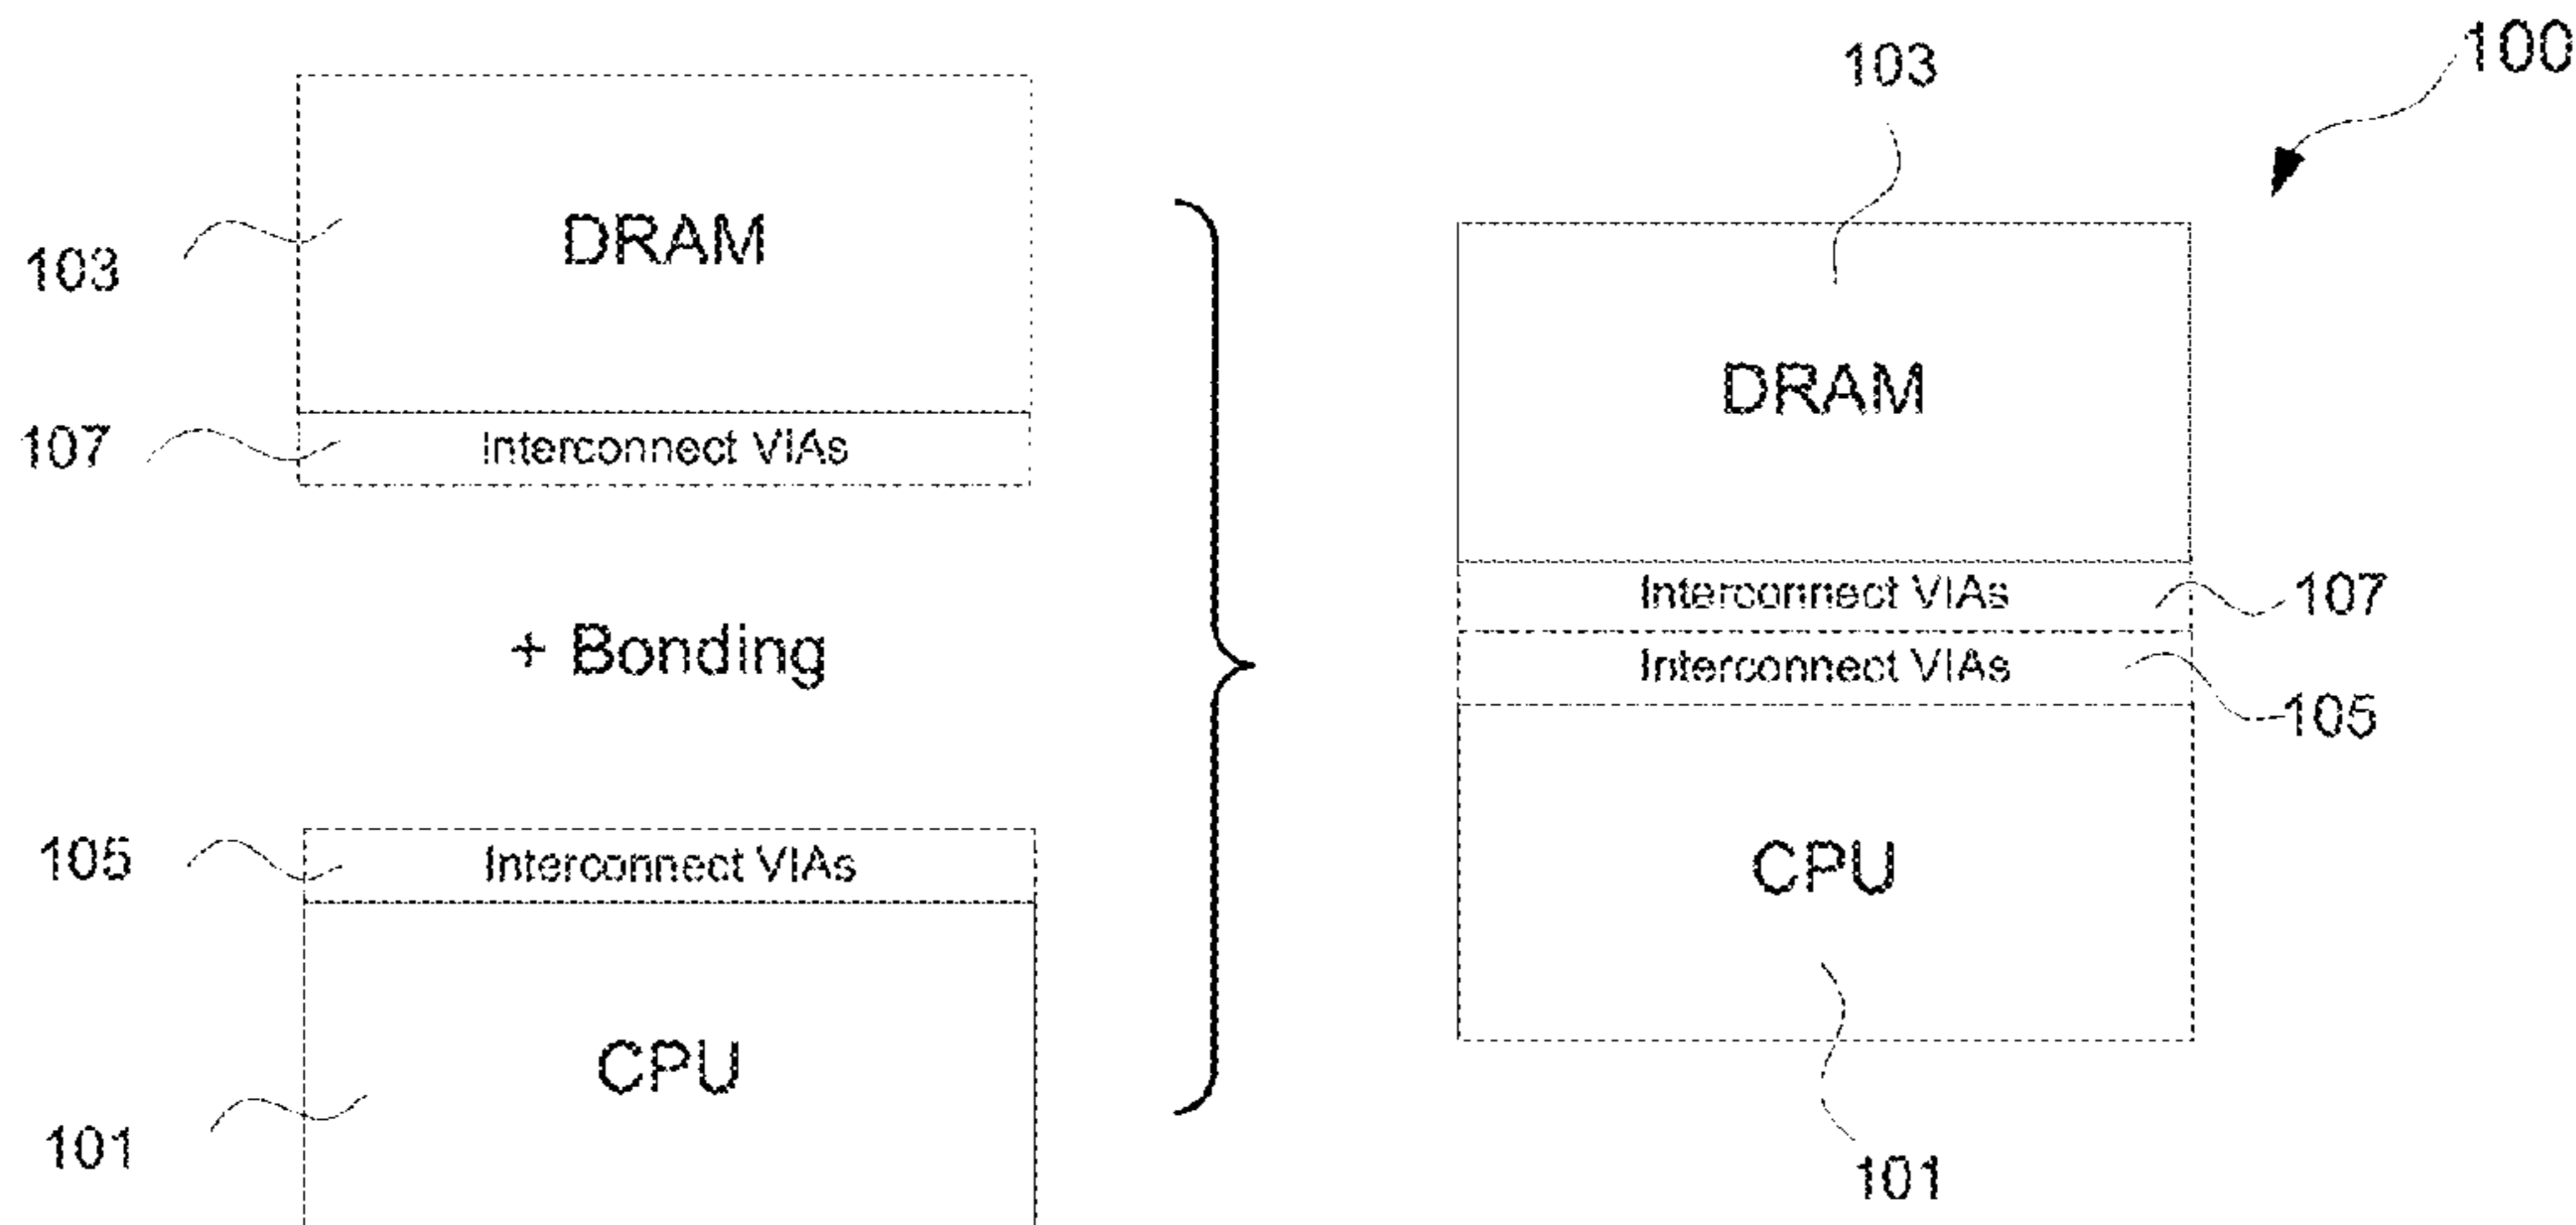 100
103
DRAM
103
107
Interconnect VIAs
+ Bonding
105
Interconnect VIAs
CPU
101
DRAM
Interconnect VIAs
107
Interconnect VIAs
105
CPU
101